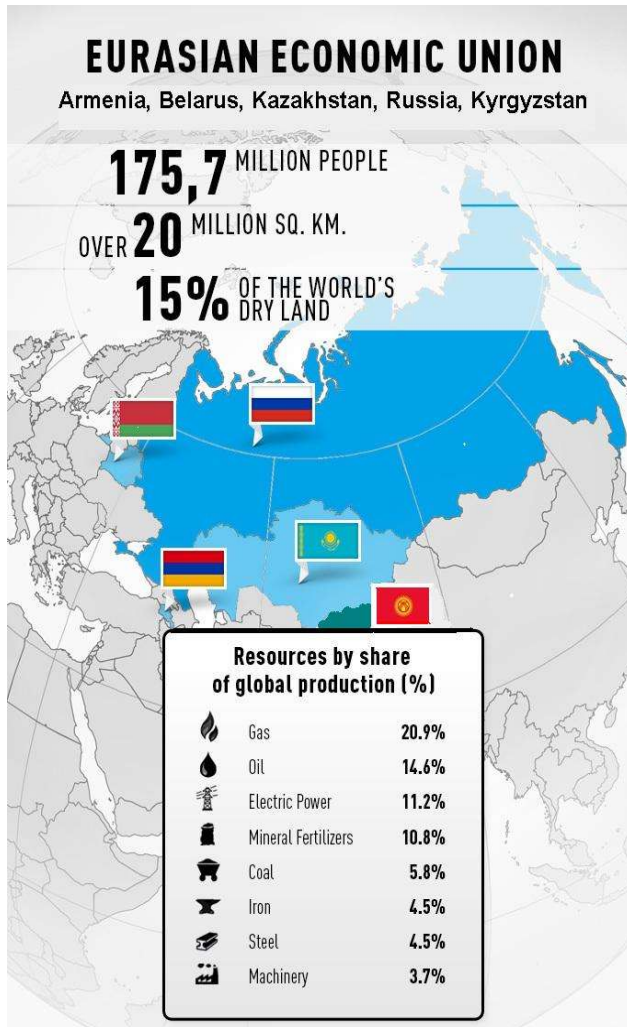 EURASIAN ECONOMIC UNION
Armenia, Belarus, Kazakhstan, Russia, Kyrgyzstan
175,7 MILLION PEOPLE
OVER 20 MILLION SQ. KM.
15% OF THE WORLD'S
DRY LAND
Resources by share
of global production (%)
Gas 20.9%
Oil 14.6%
Electric Power 11.2%
Mineral Fertilizers 10.8%
Coal 5.8%
Iron 4.5%
Steel 4.5%
Machinery 3.7%